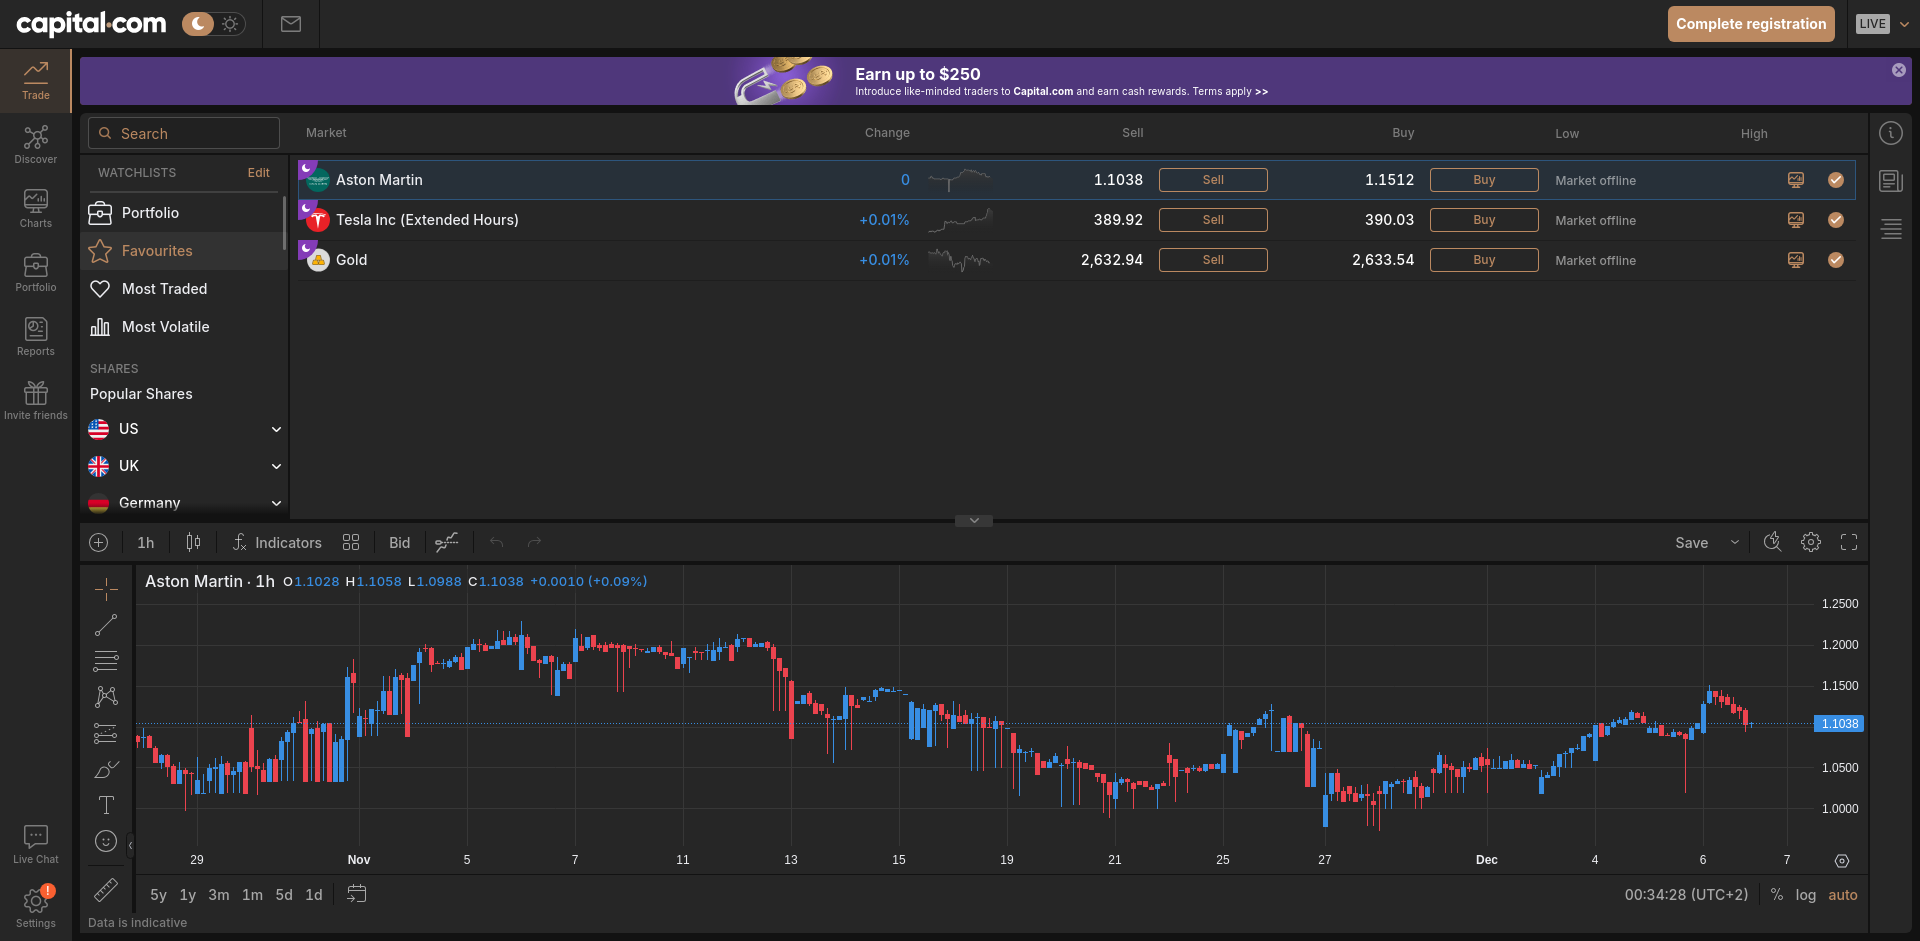 capital.com
Complete registration
LIVE
Trade
Discover
Charts
Portfolio
Reports
Invite friends
Live Chat
!
Settings
Earn up to $250
Introduce like-minded traders to Capital.com and earn cash rewards. Terms apply >>
Search
Market Change Sell Buy Low High
WATCHLISTS Edit
Portfolio
Favourites
Most Traded
Most Volatile
SHARES
Popular Shares
US
UK
Germany
Aston Martin 0 1.1038 Sell 1.1512 Buy Market offline
Tesla Inc (Extended Hours) +0.01% 389.92 Sell 390.03 Buy Market offline
Gold +0.01% 2,632.94 Sell 2,633.54 Buy Market offline
1h Indicators Bid Save
Aston Martin · 1h O1.1028 H1.1058 L1.0988 C1.1038 +0.0010 (+0.09%)
1.2500
1.2000
1.1500
1.1038
1.0500
1.0000
29 Nov 5 7 11 13 15 19 21 25 27 Dec 4 6 7
5y 1y 3m 1m 5d 1d 00:34:28 (UTC+2) % log auto
Data is indicative